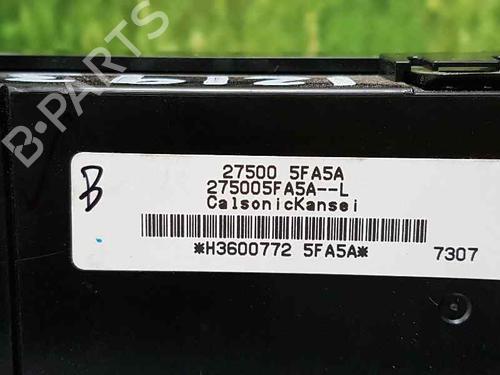 B
27500 5FA5A
275005FA5A--L
CalsonicKansei
*H3600772 5FA5A*
7307
B-PARTS